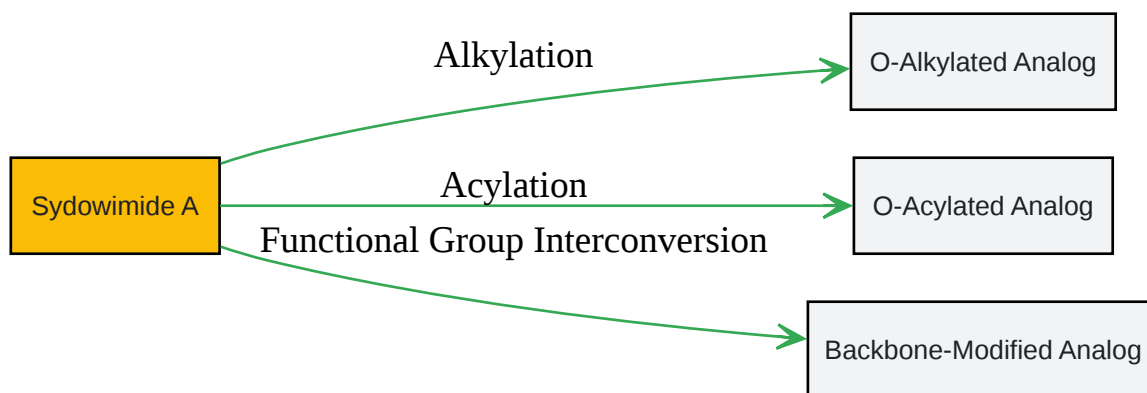 Alkylation
O-Alkylated Analog
Sydowimide A
Acylation
O-Acylated Analog
Functional Group Interconversion
Backbone-Modified Analog